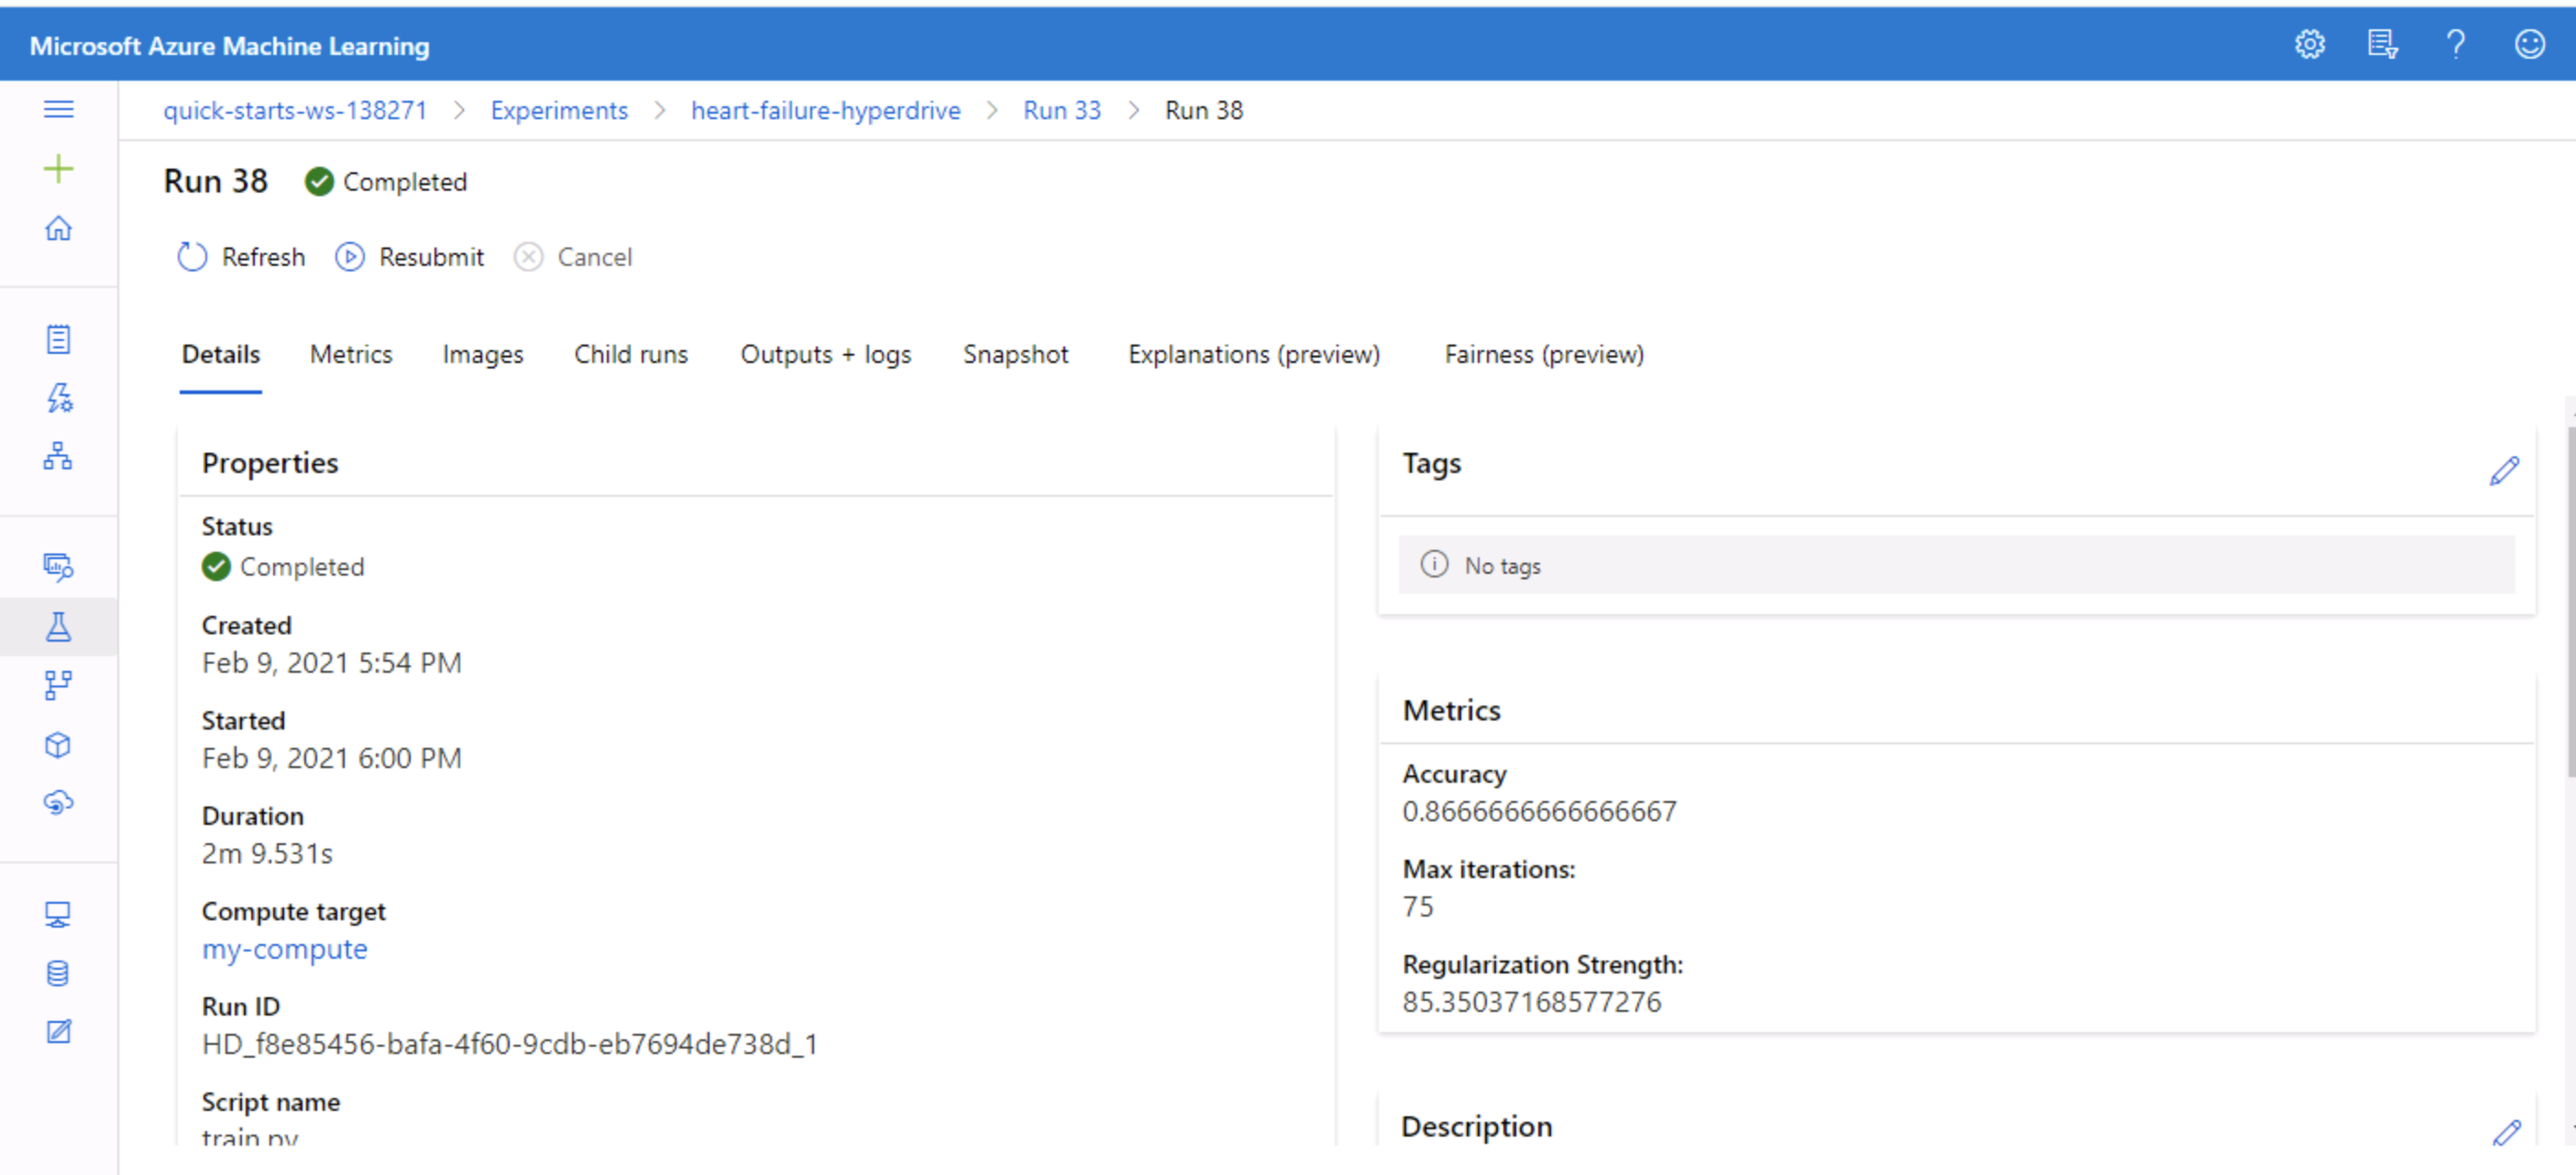 Microsoft Azure Machine Learning
quick-starts-ws-138271 > Experiments > heart-failure-hyperdrive > Run 33 > Run 38
Run 38 Completed
Refresh Resubmit Cancel
Details Metrics Images Child runs Outputs + logs Snapshot Explanations (preview) Fairness (preview)
Properties
Status
Completed
Created
Feb 9, 2021 5:54 PM
Started
Feb 9, 2021 6:00 PM
Duration
2m 9.531s
Compute target
my-compute
Run ID
HD_f8e85456-bafa-4f60-9cdb-eb7694de738d_1
Script name
train.py
Tags
No tags
Metrics
Accuracy
0.8666666666666667
Max iterations:
75
Regularization Strength:
85.35037168577276
Description